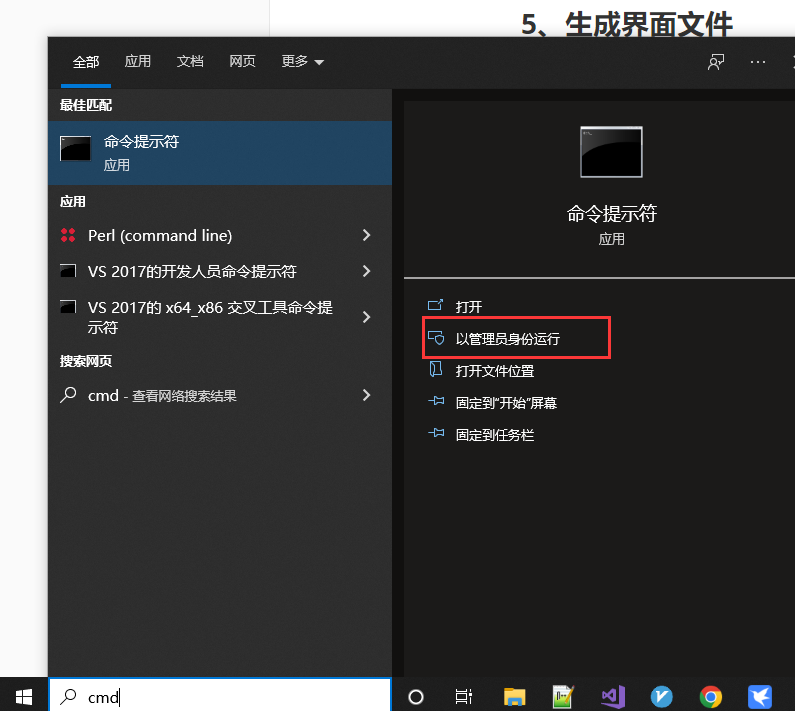 5、生成界面文件
全部 应用 文档 网页 更多
最佳匹配
命令提示符
应用
应用
Perl (command line)
VS 2017的开发人员命令提示符
VS 2017的 x64_x86 交叉工具命令提
示符
搜索网页
cmd - 查看网络搜索结果
命令提示符
应用
打开
以管理员身份运行
打开文件位置
固定到“开始”屏幕
固定到任务栏
cmd